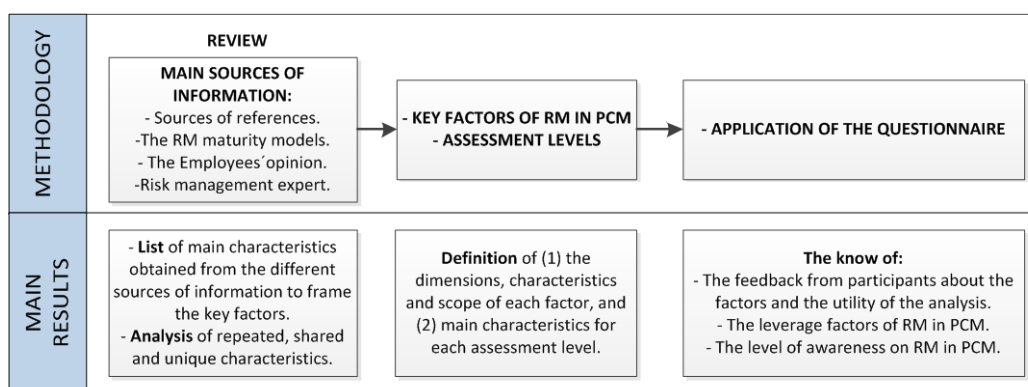 METHODOLOGY
REVIEW
MAIN SOURCES OF
INFORMATION:
- Sources of references.
-The RM maturity models.
- The Employees´opinion.
-Risk management expert.
- KEY FACTORS OF RM IN PCM
- ASSESSMENT LEVELS
- APPLICATION OF THE QUESTIONNAIRE
MAIN
RESULTS
- List of main characteristics
obtained from the different
sources of information to frame
the key factors.
- Analysis of repeated, shared
and unique characteristics.
Definition of (1) the
dimensions, characteristics
and scope of each factor, and
(2) main characteristics for
each assessment level.
The know of:
- The feedback from participants about the
factors and the utility of the analysis.
- The leverage factors of RM in PCM.
- The level of awareness on RM in PCM.